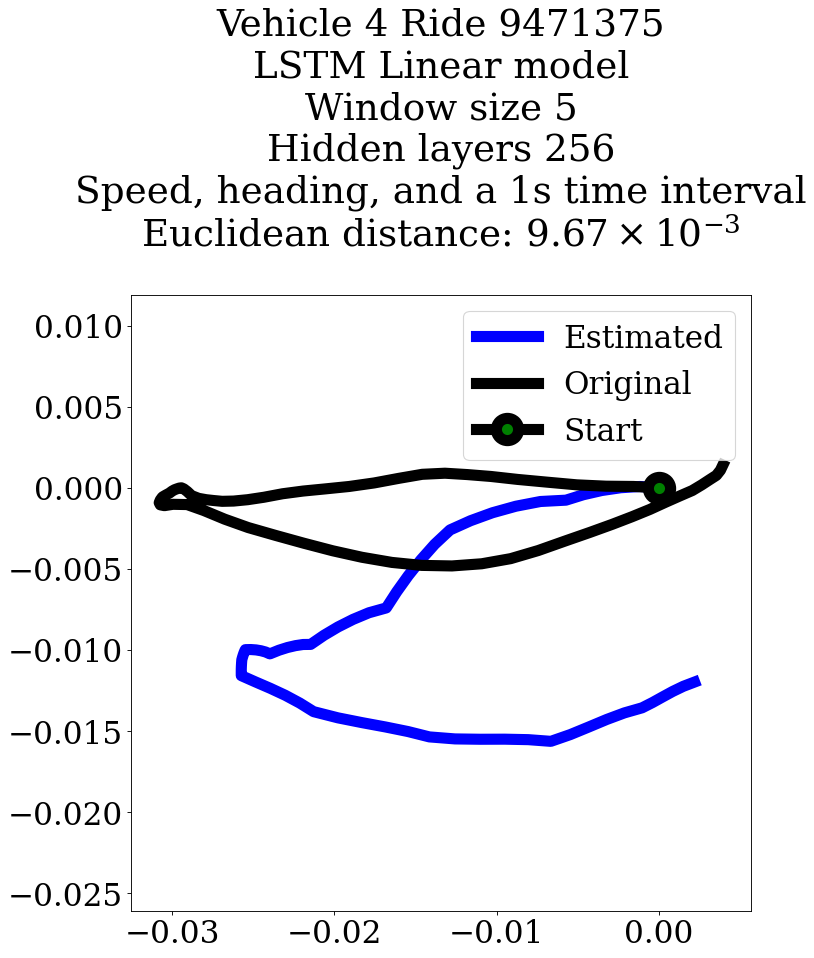 Vehicle 4 Ride 9471375
LSTM Linear model
Window size 5
Hidden layers 256
Speed, heading, and a 1s time interval
Euclidean distance: 9.67 × 10⁻³
Estimated
Original
Start
0.010
0.005
0.000
−0.005
−0.010
−0.015
−0.020
−0.025
−0.03
−0.02
−0.01
0.00